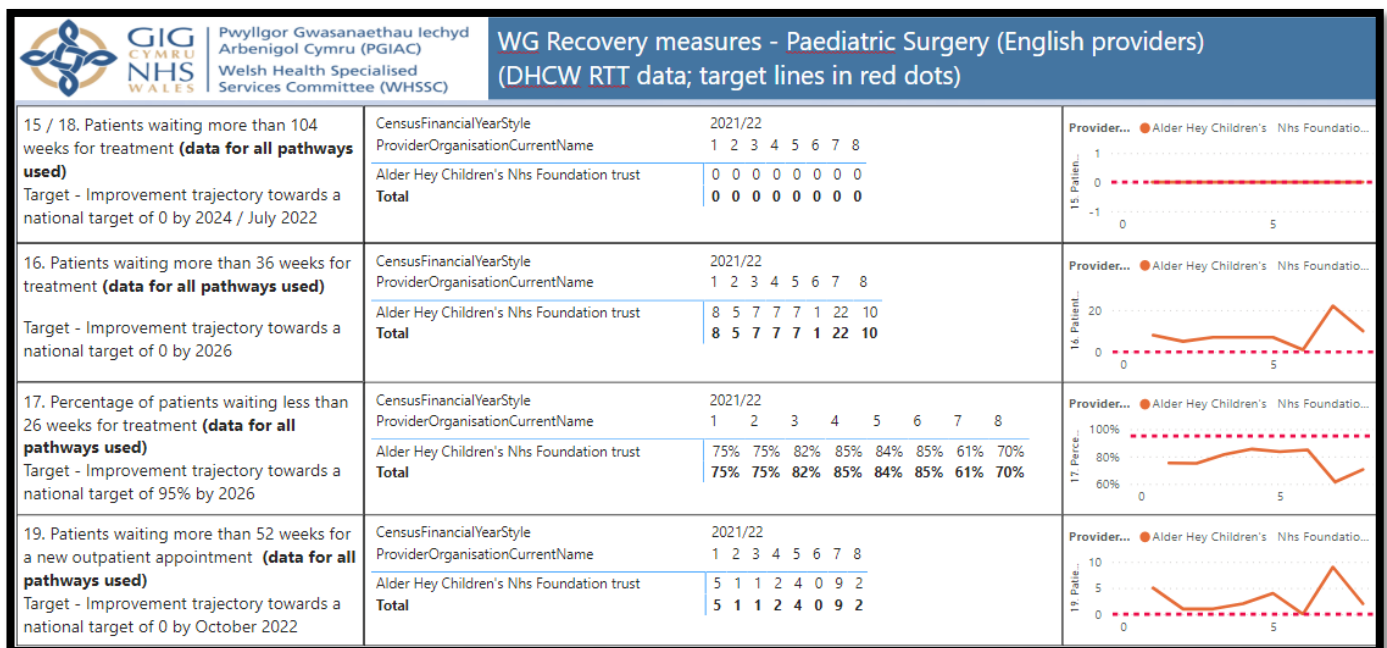 GIG
CYMRU
NHS
WALES
Pwyllgor Gwasanaethau Iechyd
Arbenigol Cymru (PGIAC)
Welsh Health Specialised
Services Committee (WHSSC)
WG Recovery measures - Paediatric Surgery (English providers)
(DHCW RTT data; target lines in red dots)
15 / 18. Patients waiting more than 104
weeks for treatment (data for all pathways
used)
Target - Improvement trajectory towards a
national target of 0 by 2024 / July 2022
CensusFinancialYearStyle 2021/22
ProviderOrganisationCurrentName 1 2 3 4 5 6 7 8
Alder Hey Children's Nhs Foundation trust 0 0 0 0 0 0 0 0
Total 0 0 0 0 0 0 0 0
Provider... Alder Hey Children's Nhs Foundatio...
15. Patien...
1
0
-1
0 5
16. Patients waiting more than 36 weeks for
treatment (data for all pathways used)
Target - Improvement trajectory towards a
national target of 0 by 2026
CensusFinancialYearStyle 2021/22
ProviderOrganisationCurrentName 1 2 3 4 5 6 7 8
Alder Hey Children's Nhs Foundation trust 8 5 7 7 7 1 22 10
Total 8 5 7 7 7 1 22 10
Provider... Alder Hey Children's Nhs Foundatio...
16. Patient...
20
0
0 5
17. Percentage of patients waiting less than
26 weeks for treatment (data for all
pathways used)
Target - Improvement trajectory towards a
national target of 95% by 2026
CensusFinancialYearStyle 2021/22
ProviderOrganisationCurrentName 1 2 3 4 5 6 7 8
Alder Hey Children's Nhs Foundation trust 75% 75% 82% 85% 84% 85% 61% 70%
Total 75% 75% 82% 85% 84% 85% 61% 70%
Provider... Alder Hey Children's Nhs Foundatio...
17. Perce...
100%
80%
60%
0 5
19. Patients waiting more than 52 weeks for
a new outpatient appointment (data for all
pathways used)
Target - Improvement trajectory towards a
national target of 0 by October 2022
CensusFinancialYearStyle 2021/22
ProviderOrganisationCurrentName 1 2 3 4 5 6 7 8
Alder Hey Children's Nhs Foundation trust 5 1 1 2 4 0 9 2
Total 5 1 1 2 4 0 9 2
Provider... Alder Hey Children's Nhs Foundatio...
19. Patie...
10
5
0
0 5